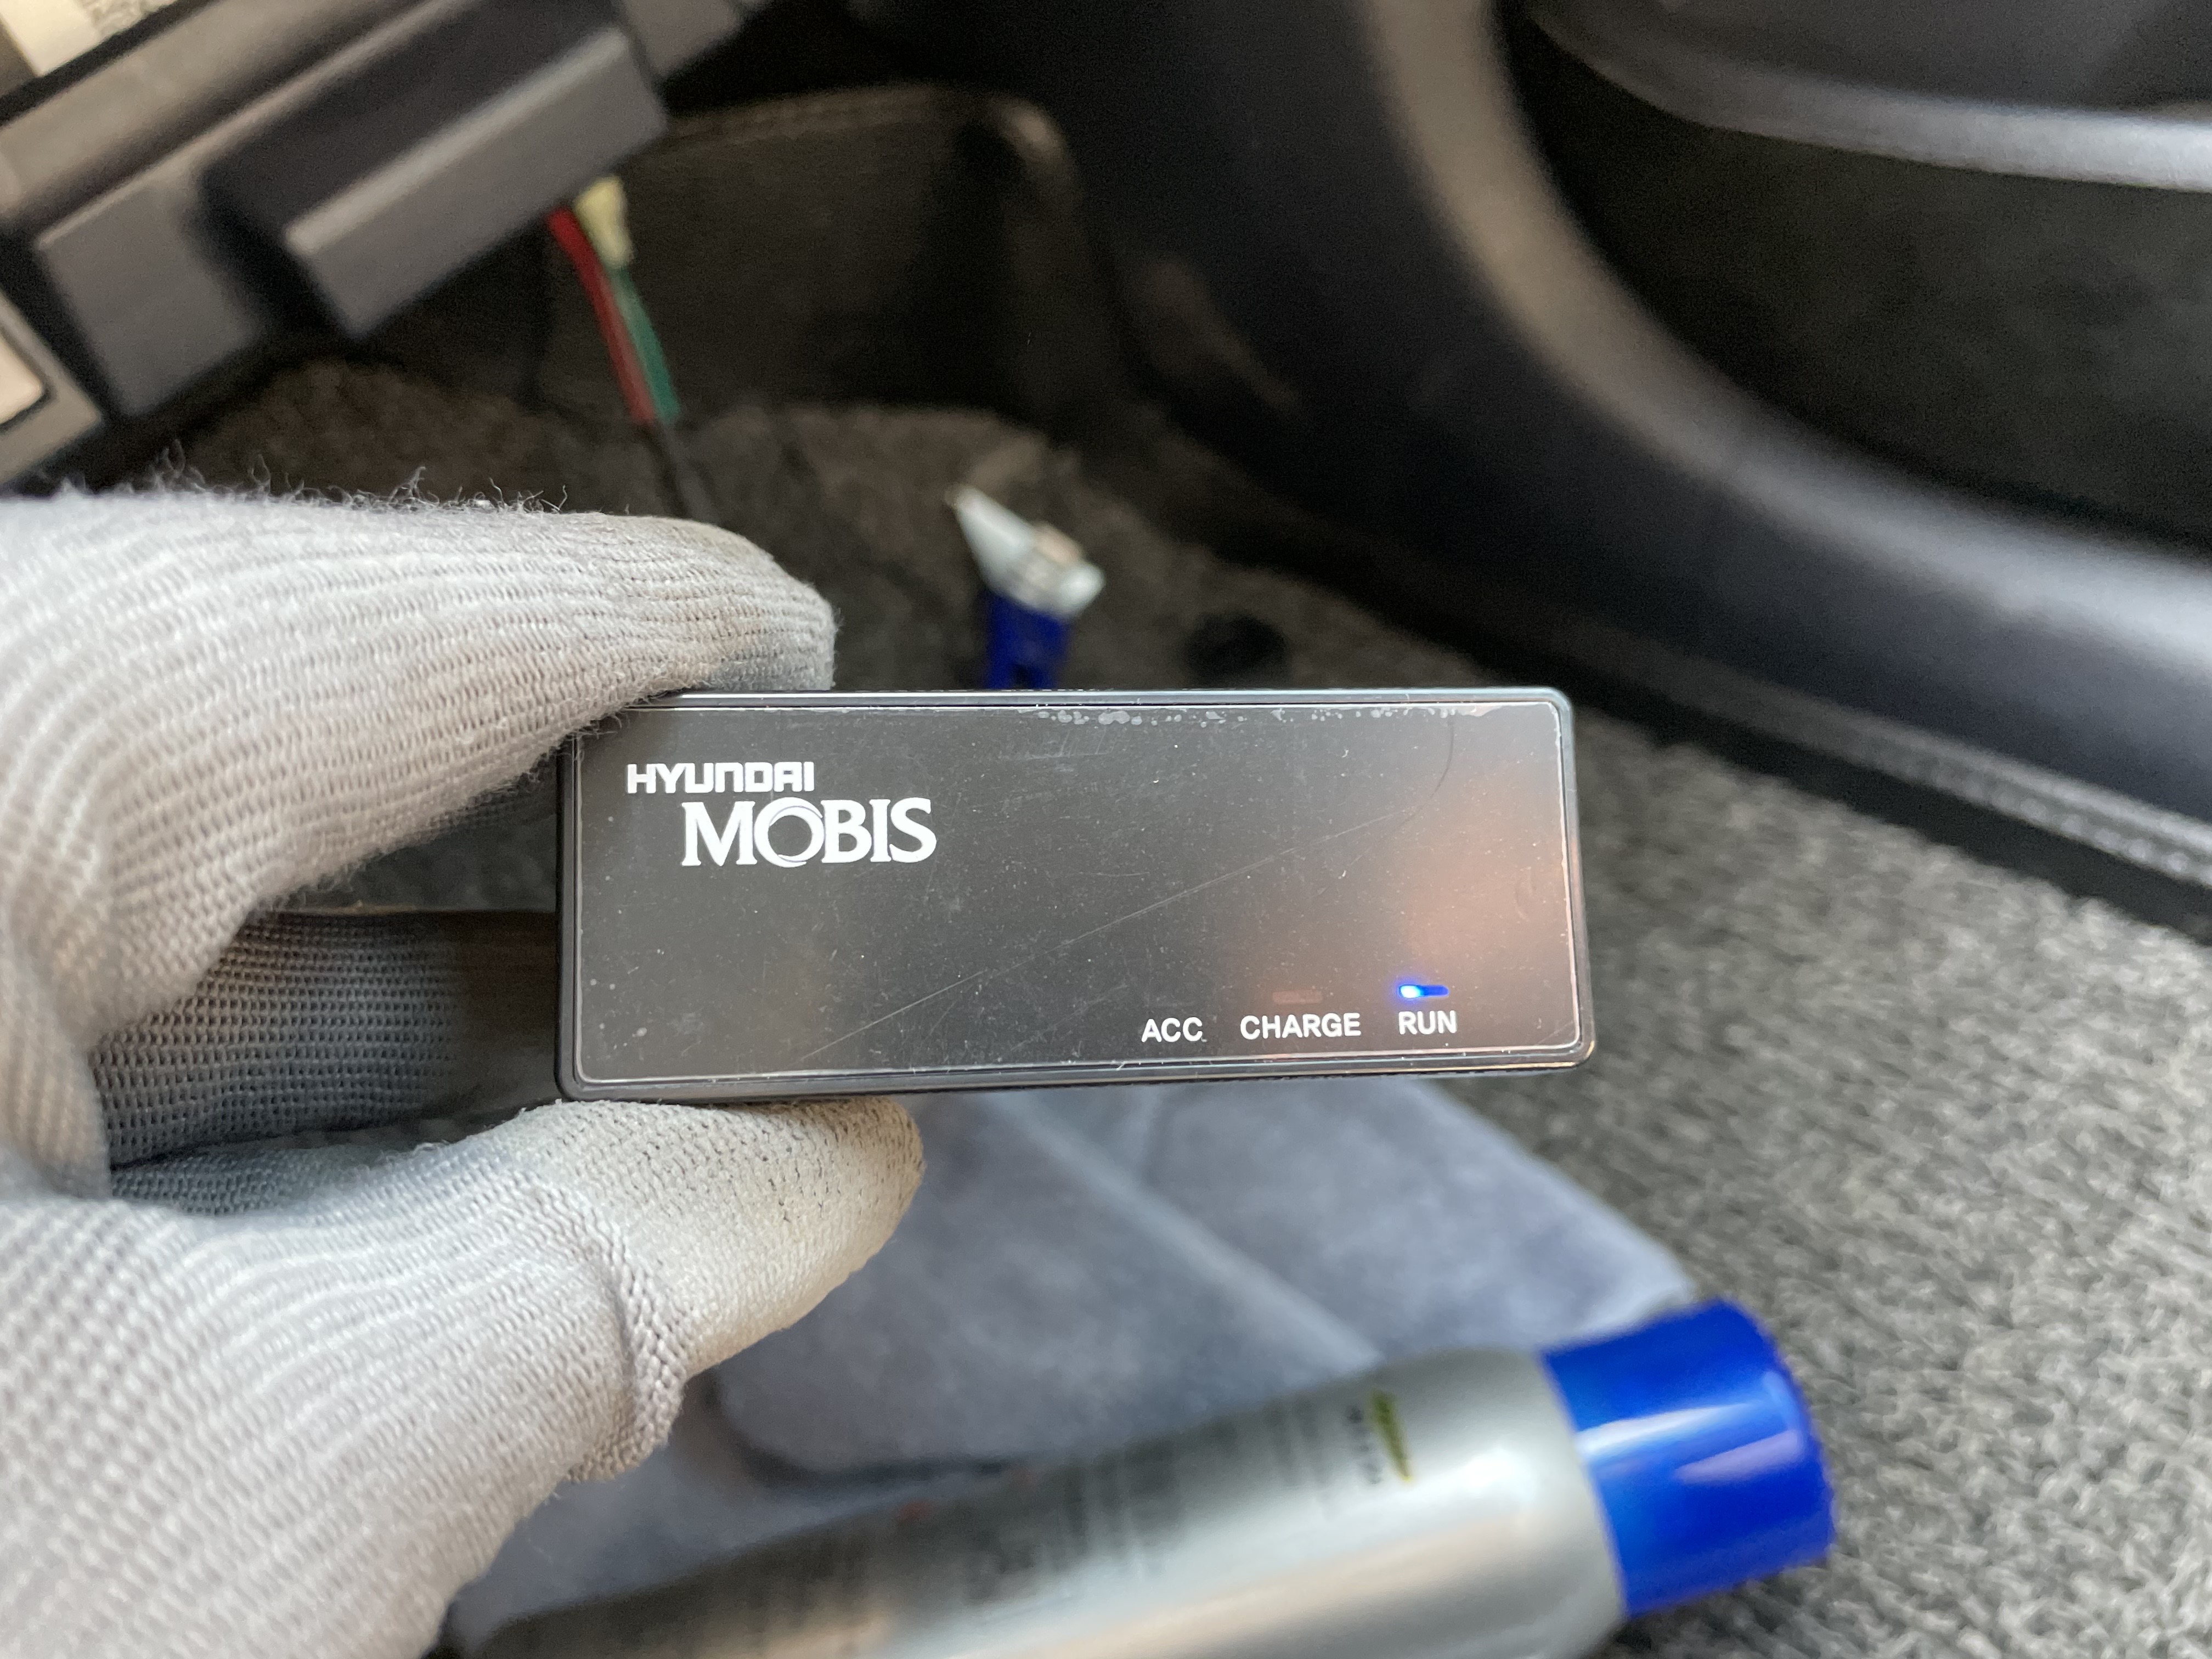 HYUNDAI
MOBIS
ACC CHARGE RUN